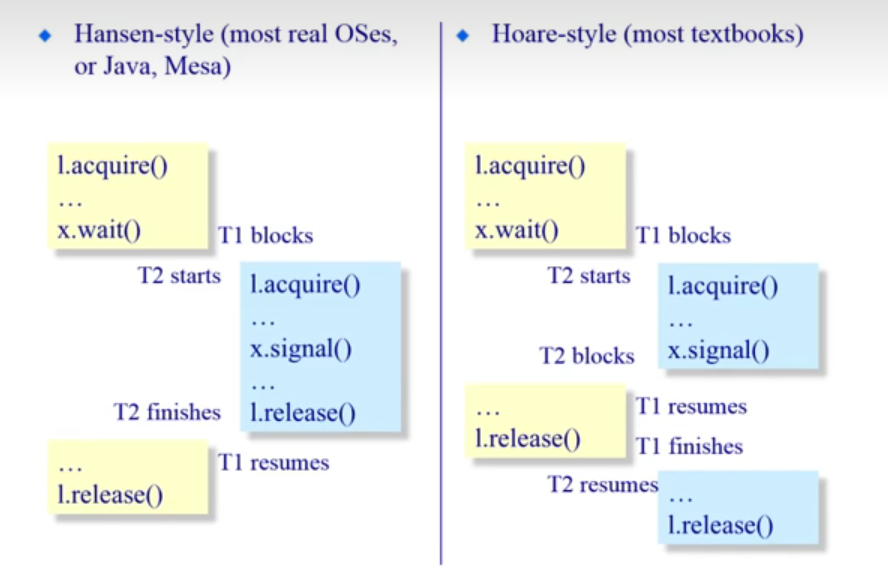 Hansen-style (most real OSes,
or Java, Mesa)
l.acquire()
…
x.wait()
T1 blocks
T2 starts
l.acquire()
…
x.signal()
…
T2 finishes
l.release()
T1 resumes
…
l.release()
Hoare-style (most textbooks)
l.acquire()
…
x.wait()
T1 blocks
T2 starts
l.acquire()
…
T2 blocks
x.signal()
…
T1 resumes
l.release()
T1 finishes
T2 resumes
…
l.release()